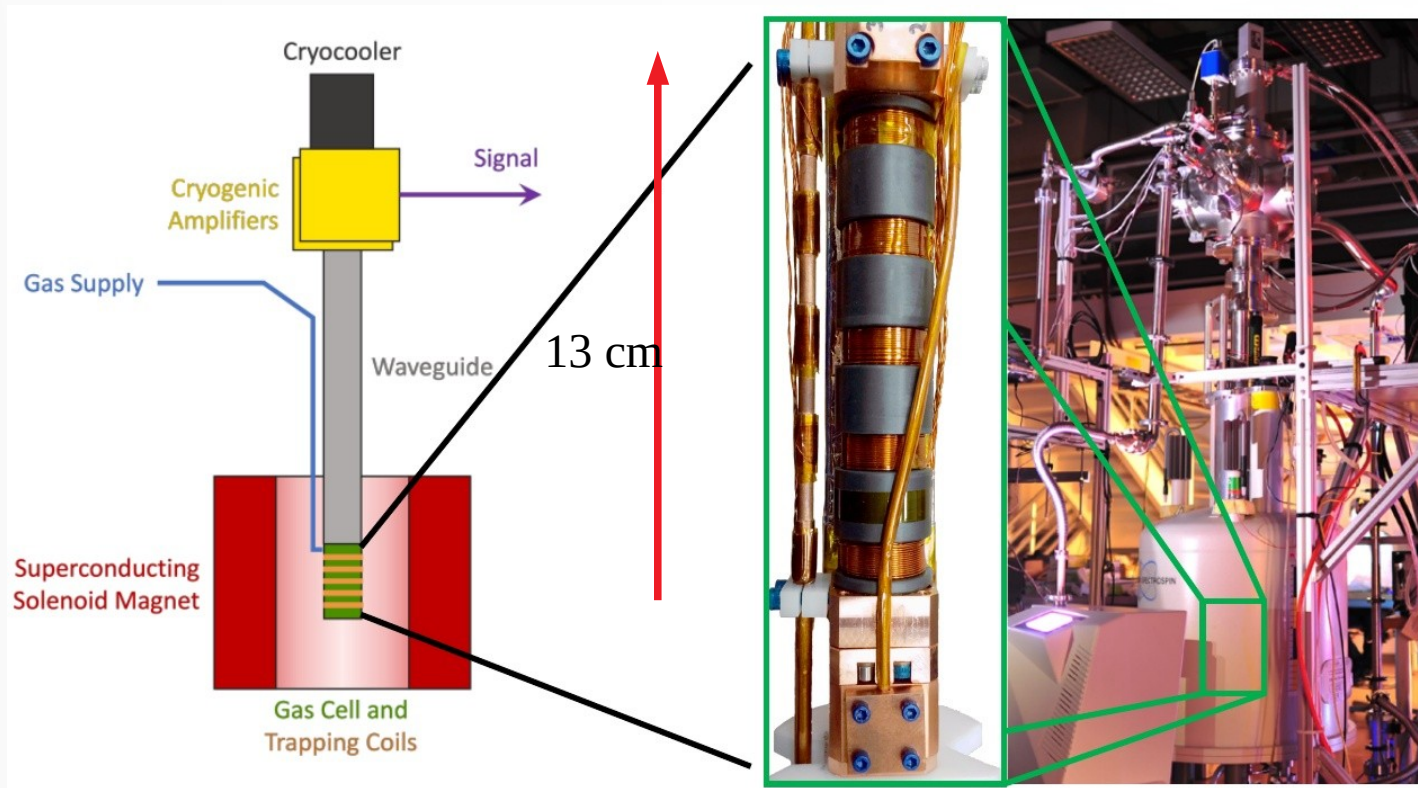 Cryocooler
Signal
Cryogenic
Amplifiers
Gas Supply
Waveguide
13 cm
Superconducting
Solenoid Magnet
Gas Cell and
Trapping Coils